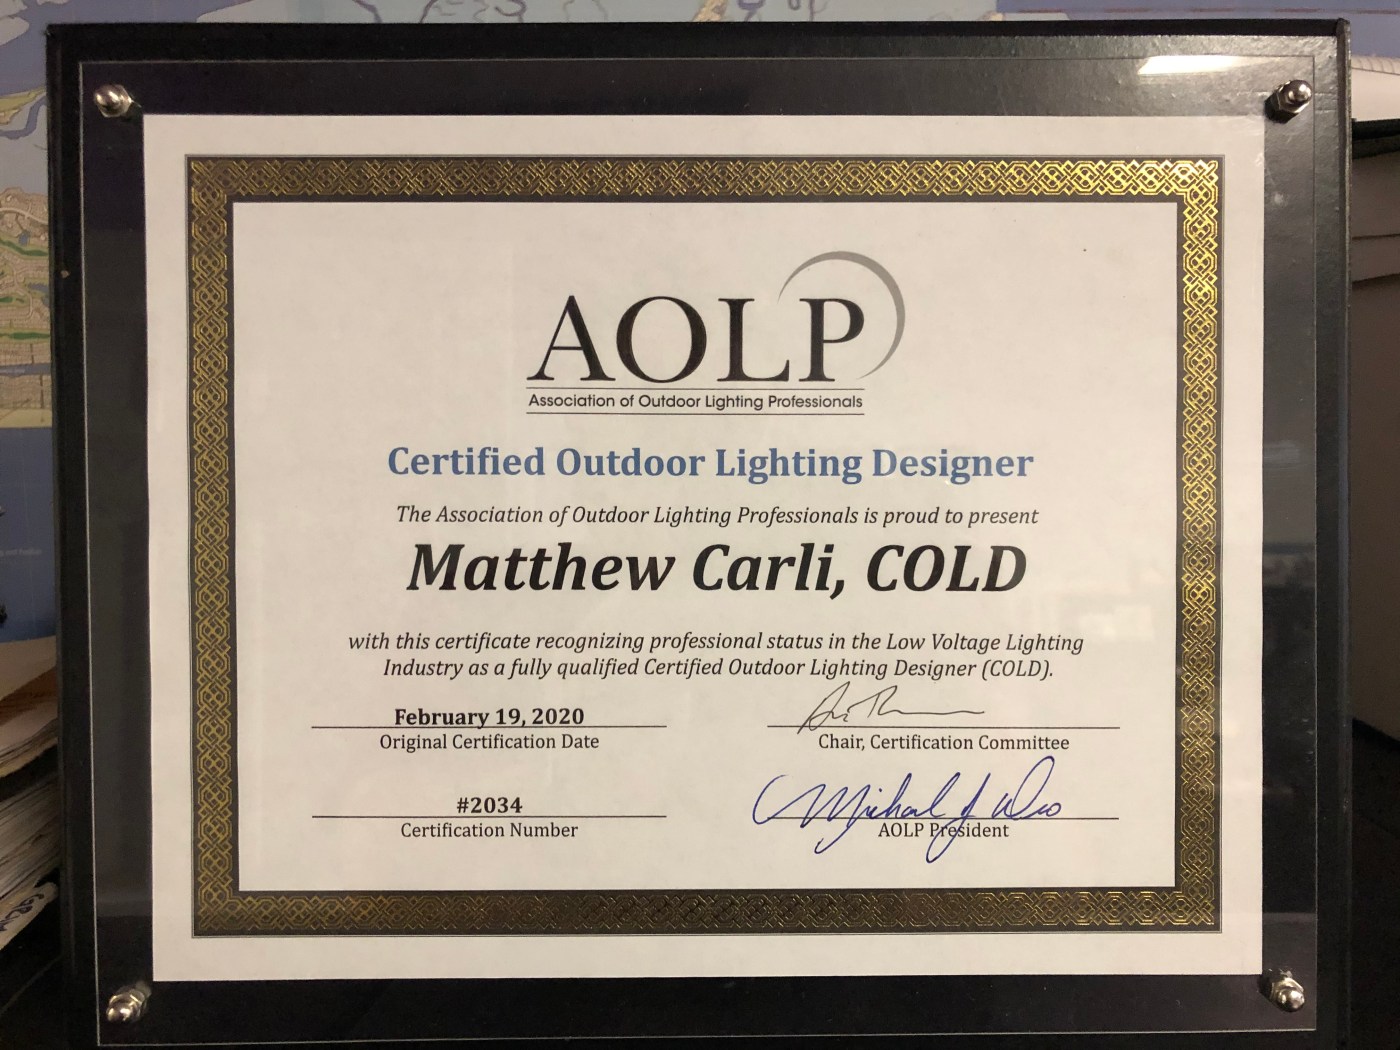 AOLP
Association of Outdoor Lighting Professionals
Certified Outdoor Lighting Designer
The Association of Outdoor Lighting Professionals is proud to present
Matthew Carli, COLD
with this certificate recognizing professional status in the Low Voltage Lighting
Industry as a fully qualified Certified Outdoor Lighting Designer (COLD).
February 19, 2020
Original Certification Date
Chair, Certification Committee
#2034
Certification Number
Michael J
AOLP President